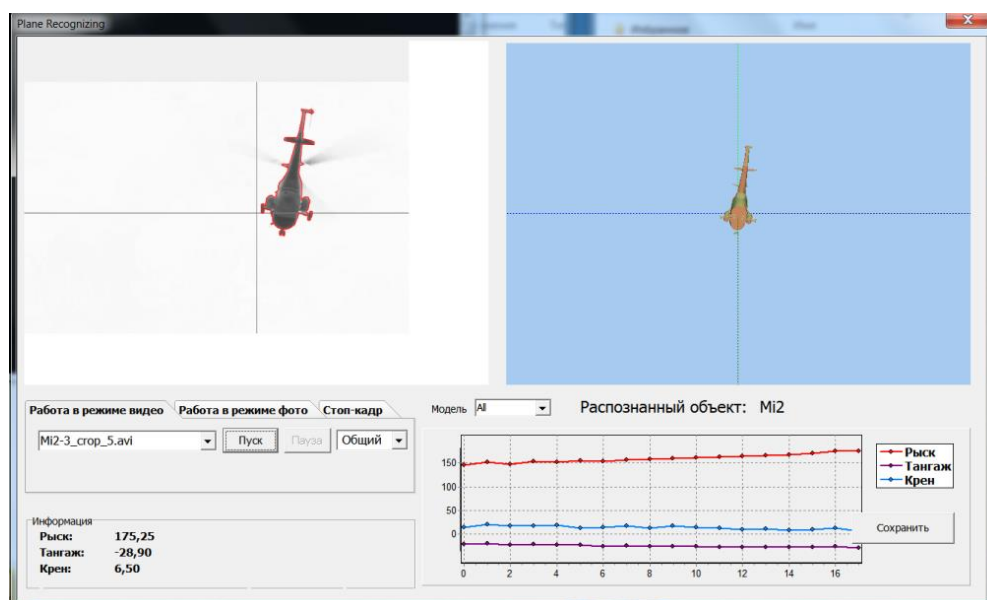 Plane Recognizing
Работа в режиме видео
Работа в режиме фото
Стоп-кадр
Mi2-3_crop_5.avi
Пуск
Пауза
Общий
Информация
Рыск: 175,25
Тангаж: -28,90
Крен: 6,50
Модель All
Распознанный объект: Mi2
150
100
50
0
0 2 4 6 8 10 12 14 16
Рыск
Тангаж
Крен
Сохранить